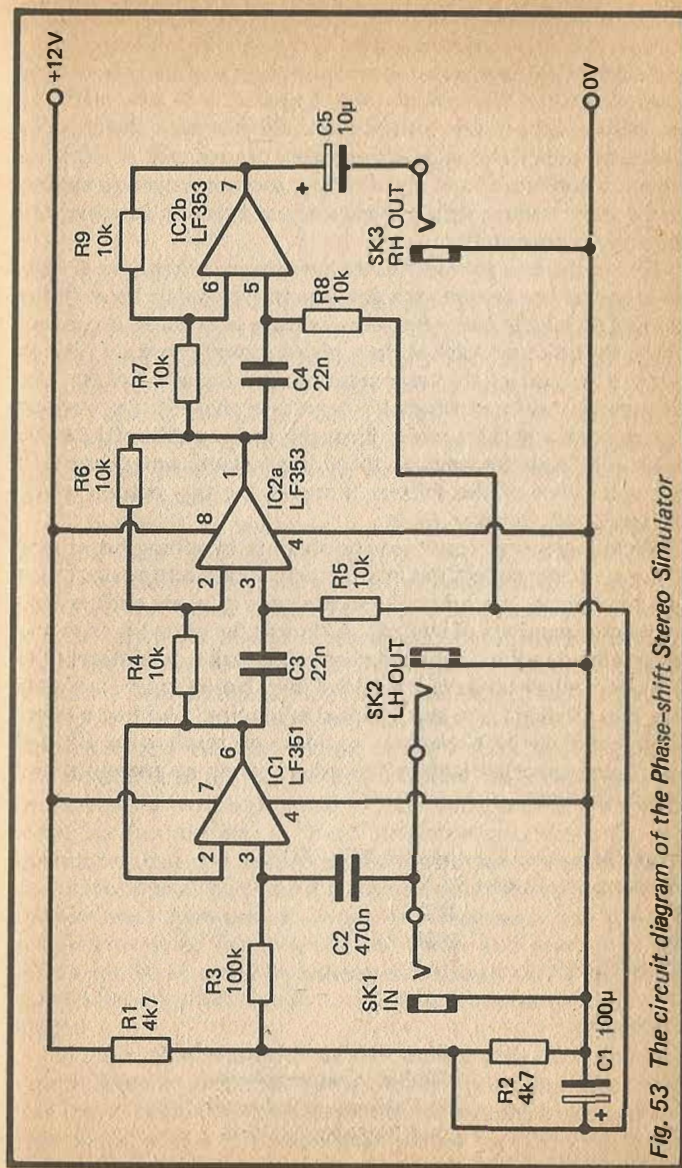 +12V
R1
4k7
R3
100k
C2
470n
SK1
IN
R2
4k7
C1 100µ
+
2
3
7
6
4
IC1
LF351
R4
10k
C3
22n
R5
10k
SK2
LH OUT
R6
10k
2
3
8
1
4
IC2a
LF353
R7
10k
C4
22n
R8
10k
R9
10k
6
5
7
IC2b
LF353
+
C5
10µ
SK3
RH OUT
0V
Fig. 53 The circuit diagram of the Phase-shift Stereo Simulator